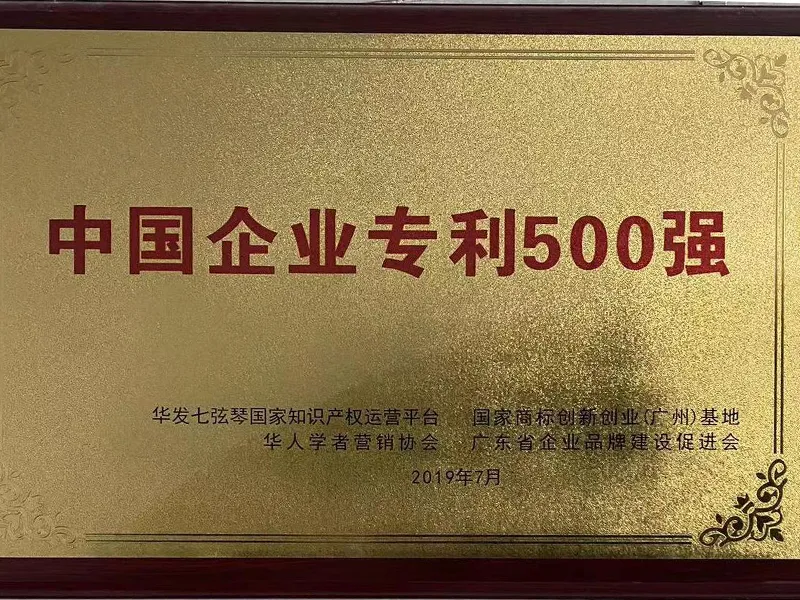 中国企业专利500强
华发七弦琴国家知识产权运营平台 国家商标创新创业(广州)基地
华人学者营销协会 广东省企业品牌建设促进会
2019年7月